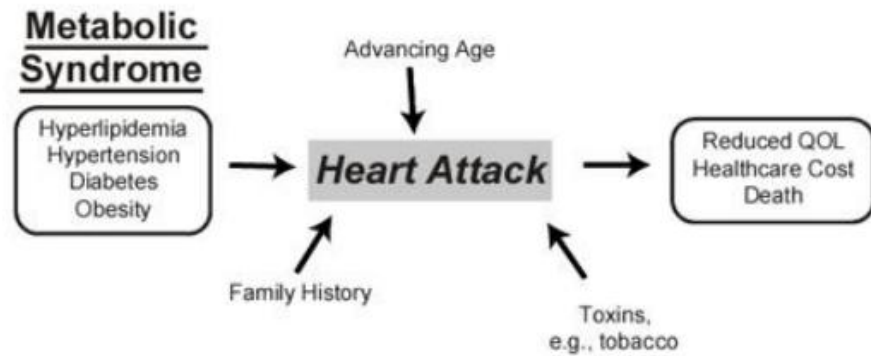 Metabolic
Syndrome
Hyperlipidemia
Hypertension
Diabetes
Obesity
Advancing Age
Heart Attack
Family History
Toxins,
e.g., tobacco
Reduced QOL
Healthcare Cost
Death